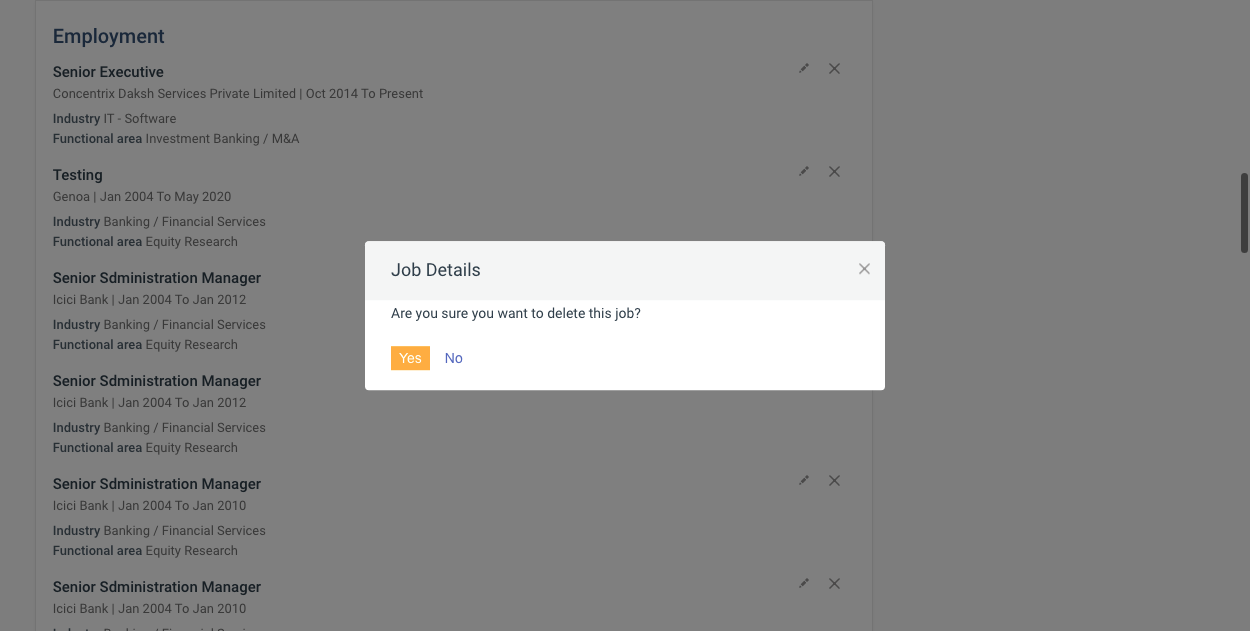 Employment
Senior Executive
Concentrix Daksh Services Private Limited | Oct 2014 To Present
Industry IT - Software
Functional area Investment Banking / M&A
Testing
Genoa | Jan 2004 To May 2020
Industry Banking / Financial Services
Functional area Equity Research
Senior Sdministration Manager
Icici Bank | Jan 2004 To Jan 2012
Industry Banking / Financial Services
Functional area Equity Research
Senior Sdministration Manager
Icici Bank | Jan 2004 To Jan 2012
Industry Banking / Financial Services
Functional area Equity Research
Senior Sdministration Manager
Icici Bank | Jan 2004 To Jan 2010
Industry Banking / Financial Services
Functional area Equity Research
Senior Sdministration Manager
Icici Bank | Jan 2004 To Jan 2010
Job Details
Are you sure you want to delete this job?
Yes No